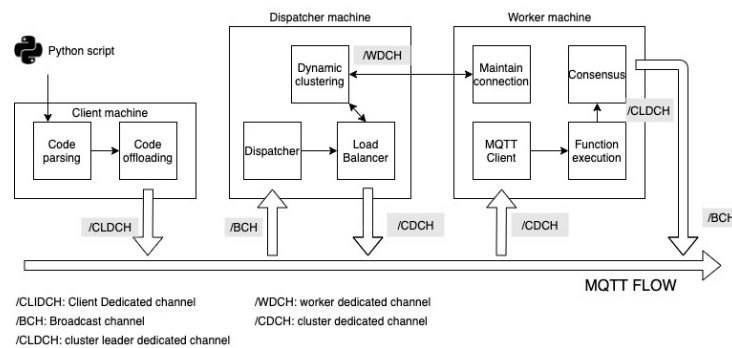 Dispatcher machine
Worker machine
Python script
/WDCH
Dynamic
clustering
Maintain
connection
Consensus
Client machine
/CLDCH
Code
parsing
Code
offloading
Dispatcher
Load
Balancer
MQTT
Client
Function
execution
/CLDCH
/BCH
/CDCH
/CDCH
/BCH
MQTT FLOW
/CLIDCH: Client Dedicated channel
/WDCH: worker dedicated channel
/BCH: Broadcast channel
/CDCH: cluster dedicated channel
/CLDCH: cluster leader dedicated channel